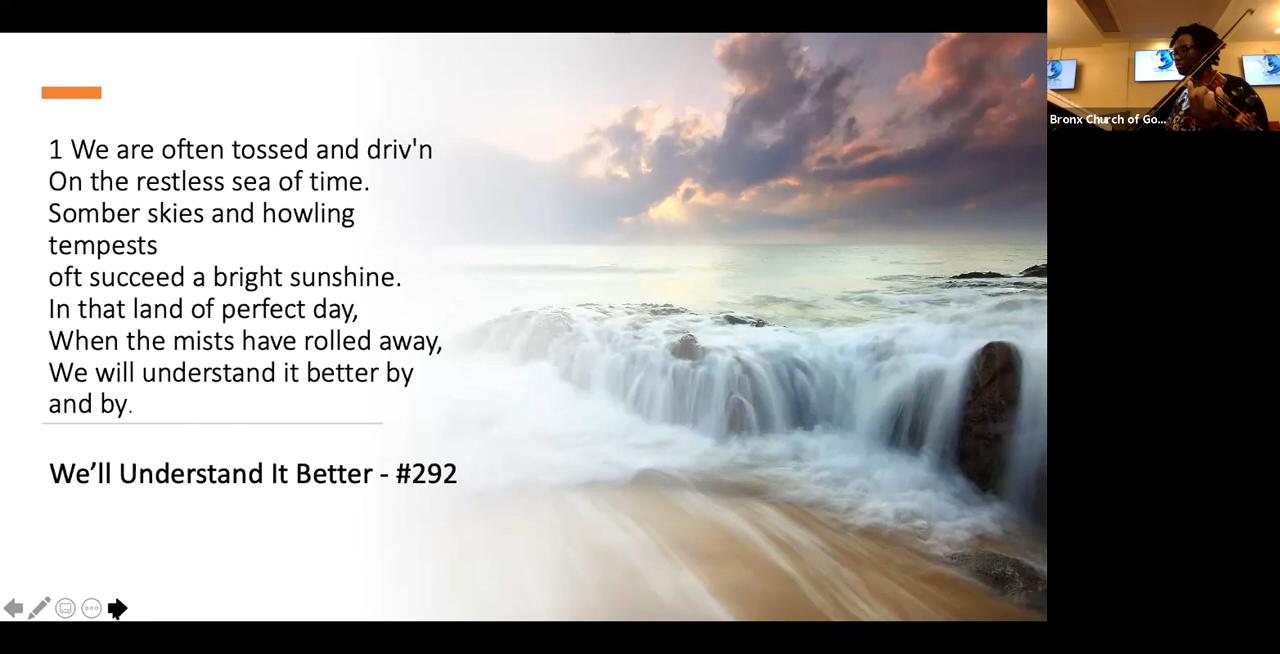 1 We are often tossed and driv'n
On the restless sea of time.
Somber skies and howling
tempests
oft succeed a bright sunshine.
In that land of perfect day,
When the mists have rolled away,
We will understand it better by
and by.
We’ll Understand It Better - #292
Bronx Church of Go...